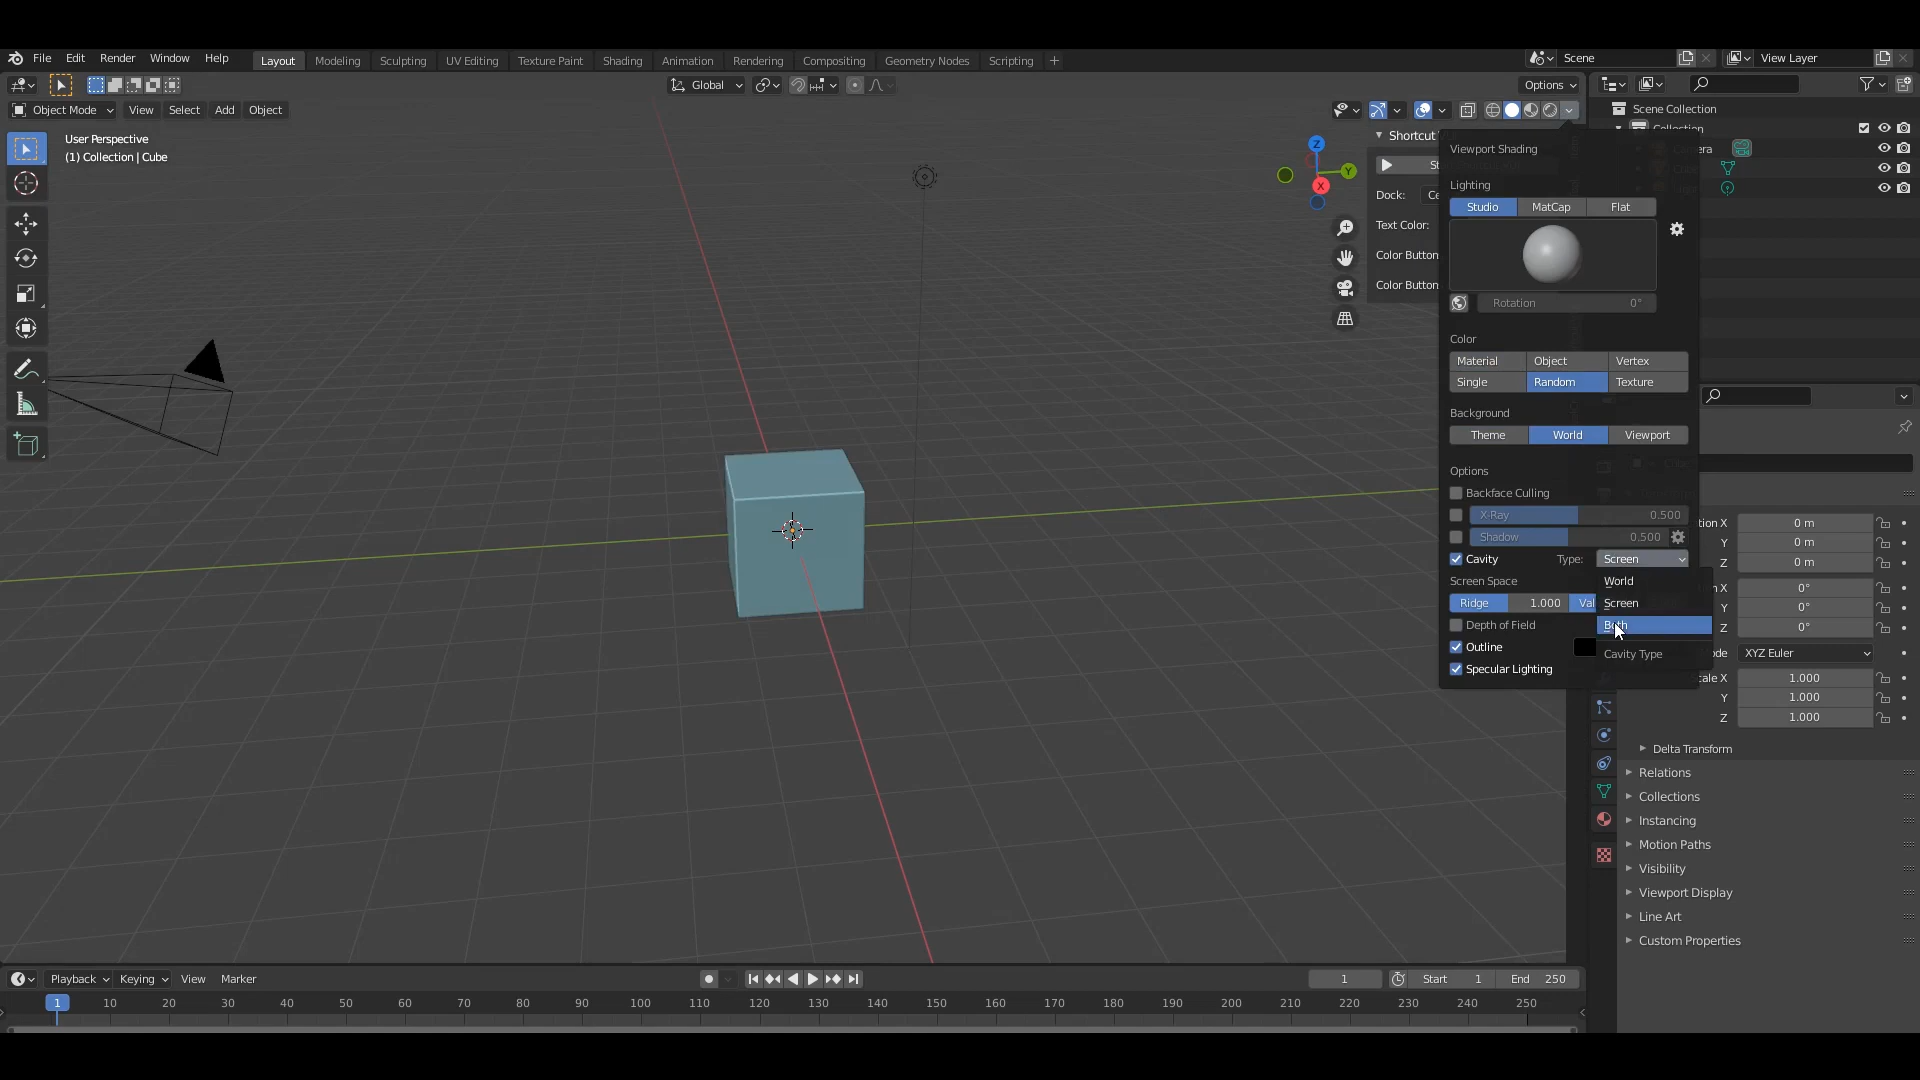 File Edit Render Window Help Layout Modeling Sculpting UV Editing Texture Paint Shading Animation Rendering Compositing Geometry Nodes Scripting + Scene View Layer
Global Options
Object Mode View Select Add Object
User Perspective
(1) Collection | Cube
Z
Y
X
Shortcut
Dock:
Text Color:
Color Button
Color Button
Viewport Shading
Lighting
Studio MatCap Flat
Rotation 0°
Color
Material Object Vertex
Single Random Texture
Background
Theme World Viewport
Options
Backface Culling
X-Ray 0.500
Shadow 0.500
Cavity Type: Screen
Screen Space
World
Ridge 1.000 Val
Screen
Depth of Field
Both
Outline
Cavity Type
Specular Lighting
Scene Collection
Collection
tion X 0 m
Y 0 m
Z 0 m
n X 0°
Y 0°
Z 0°
ode XYZ Euler
cale X 1.000
Y 1.000
Z 1.000
Delta Transform
Relations
Collections
Instancing
Motion Paths
Visibility
Viewport Display
Line Art
Custom Properties
Playback Keying View Marker 1 Start 1 End 250
1 10 20 30 40 50 60 70 80 90 100 110 120 130 140 150 160 170 180 190 200 210 220 230 240 250